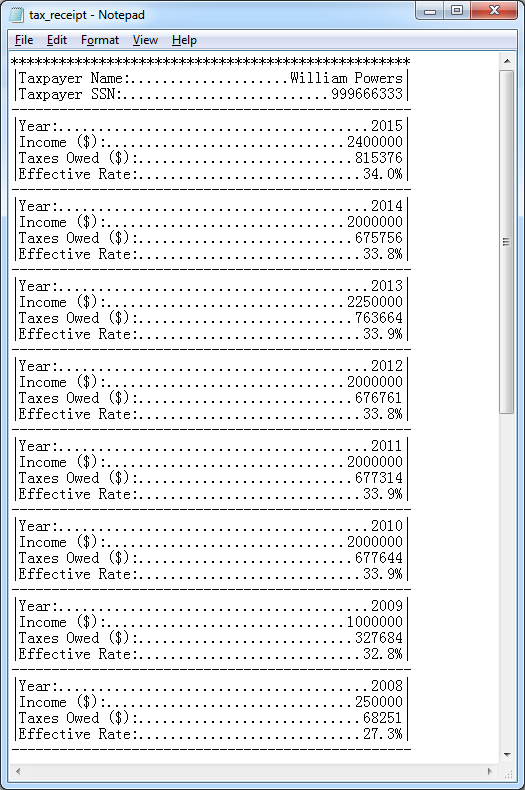 tax_receipt - Notepad
File Edit Format View Help
*****************************************************
|Taxpayer Name:....................William Powers|
|Taxpayer SSN:..........................999666333|
--------------------------------------------------
|Year:.......................................2015|
|Income ($):..............................2400000|
|Taxes Owed ($):...........................815376|
|Effective Rate:............................34.0%|
--------------------------------------------------
|Year:.......................................2014|
|Income ($):..............................2000000|
|Taxes Owed ($):...........................675756|
|Effective Rate:............................33.8%|
--------------------------------------------------
|Year:.......................................2013|
|Income ($):..............................2250000|
|Taxes Owed ($):...........................763664|
|Effective Rate:............................33.9%|
--------------------------------------------------
|Year:.......................................2012|
|Income ($):..............................2000000|
|Taxes Owed ($):...........................676761|
|Effective Rate:............................33.8%|
--------------------------------------------------
|Year:.......................................2011|
|Income ($):..............................2000000|
|Taxes Owed ($):...........................677314|
|Effective Rate:............................33.9%|
--------------------------------------------------
|Year:.......................................2010|
|Income ($):..............................2000000|
|Taxes Owed ($):...........................677644|
|Effective Rate:............................33.9%|
--------------------------------------------------
|Year:.......................................2009|
|Income ($):..............................1000000|
|Taxes Owed ($):...........................327684|
|Effective Rate:............................32.8%|
--------------------------------------------------
|Year:.......................................2008|
|Income ($):...............................250000|
|Taxes Owed ($):............................68251|
|Effective Rate:............................27.3%|
--------------------------------------------------